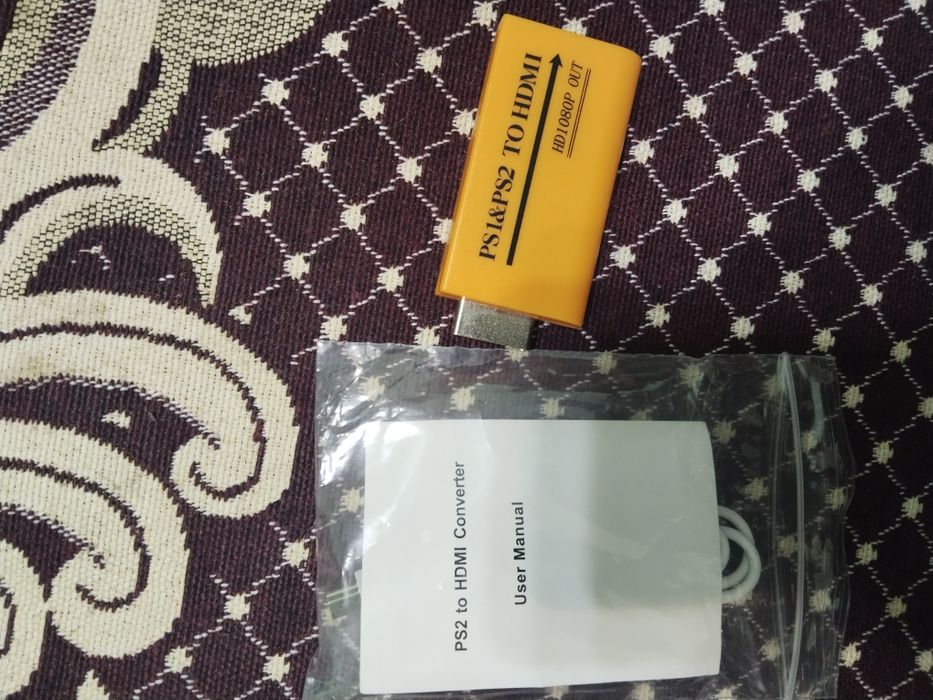 PS1&PS2 TO HDMI
HD1080P OUT
PS2 to HDMI Converter
User Manual